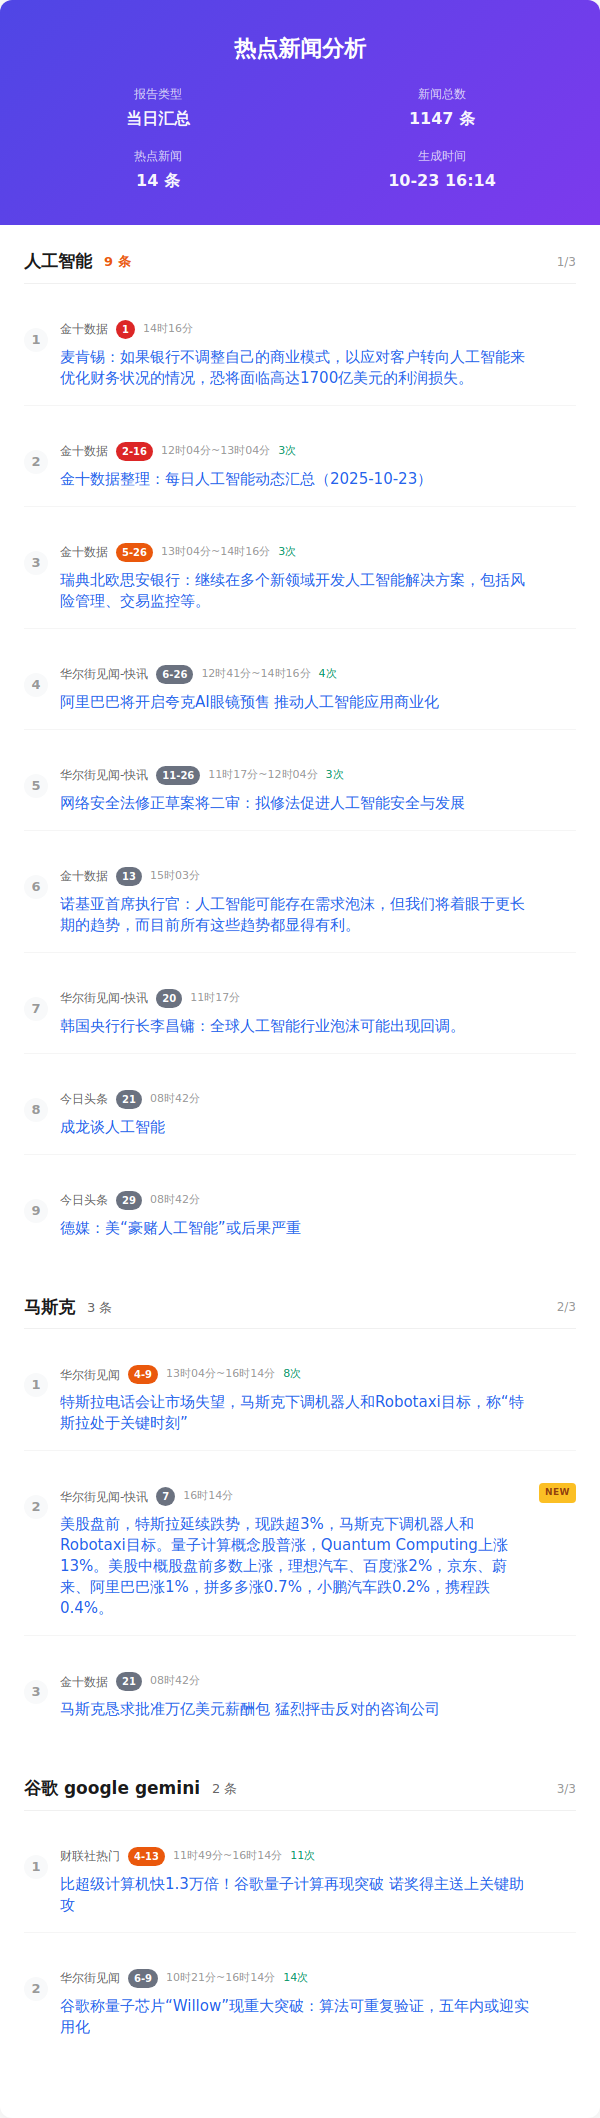 热点新闻分析
报告类型
当日汇总
新闻总数
1147 条
热点新闻
14 条
生成时间
10-23 16:14
人工智能 9 条 1/3
1
金十数据 1 14时16分
麦肯锡：如果银行不调整自己的商业模式，以应对客户转向人工智能来
优化财务状况的情况，恐将面临高达1700亿美元的利润损失。
2
金十数据 2-16 12时04分~13时04分 3次
金十数据整理：每日人工智能动态汇总（2025-10-23）
3
金十数据 5-26 13时04分~14时16分 3次
瑞典北欧思安银行：继续在多个新领域开发人工智能解决方案，包括风
险管理、交易监控等。
4
华尔街见闻-快讯 6-26 12时41分~14时16分 4次
阿里巴巴将开启夸克AI眼镜预售 推动人工智能应用商业化
5
华尔街见闻-快讯 11-26 11时17分~12时04分 3次
网络安全法修正草案将二审：拟修法促进人工智能安全与发展
6
金十数据 13 15时03分
诺基亚首席执行官：人工智能可能存在需求泡沫，但我们将着眼于更长
期的趋势，而目前所有这些趋势都显得有利。
7
华尔街见闻-快讯 20 11时17分
韩国央行行长李昌镛：全球人工智能行业泡沫可能出现回调。
8
今日头条 21 08时42分
成龙谈人工智能
9
今日头条 29 08时42分
德媒：美“豪赌人工智能”或后果严重
马斯克 3 条 2/3
1
华尔街见闻 4-9 13时04分~16时14分 8次
特斯拉电话会让市场失望，马斯克下调机器人和Robotaxi目标，称“特
斯拉处于关键时刻”
2
华尔街见闻-快讯 7 16时14分 NEW
美股盘前，特斯拉延续跌势，现跌超3%，马斯克下调机器人和
Robotaxi目标。量子计算概念股普涨，Quantum Computing上涨
13%。美股中概股盘前多数上涨，理想汽车、百度涨2%，京东、蔚
来、阿里巴巴涨1%，拼多多涨0.7%，小鹏汽车跌0.2%，携程跌
0.4%。
3
金十数据 21 08时42分
马斯克恳求批准万亿美元薪酬包 猛烈抨击反对的咨询公司
谷歌 google gemini 2 条 3/3
1
财联社热门 4-13 11时49分~16时14分 11次
比超级计算机快1.3万倍！谷歌量子计算再现突破 诺奖得主送上关键助
攻
2
华尔街见闻 6-9 10时21分~16时14分 14次
谷歌称量子芯片“Willow”现重大突破：算法可重复验证，五年内或迎实
用化